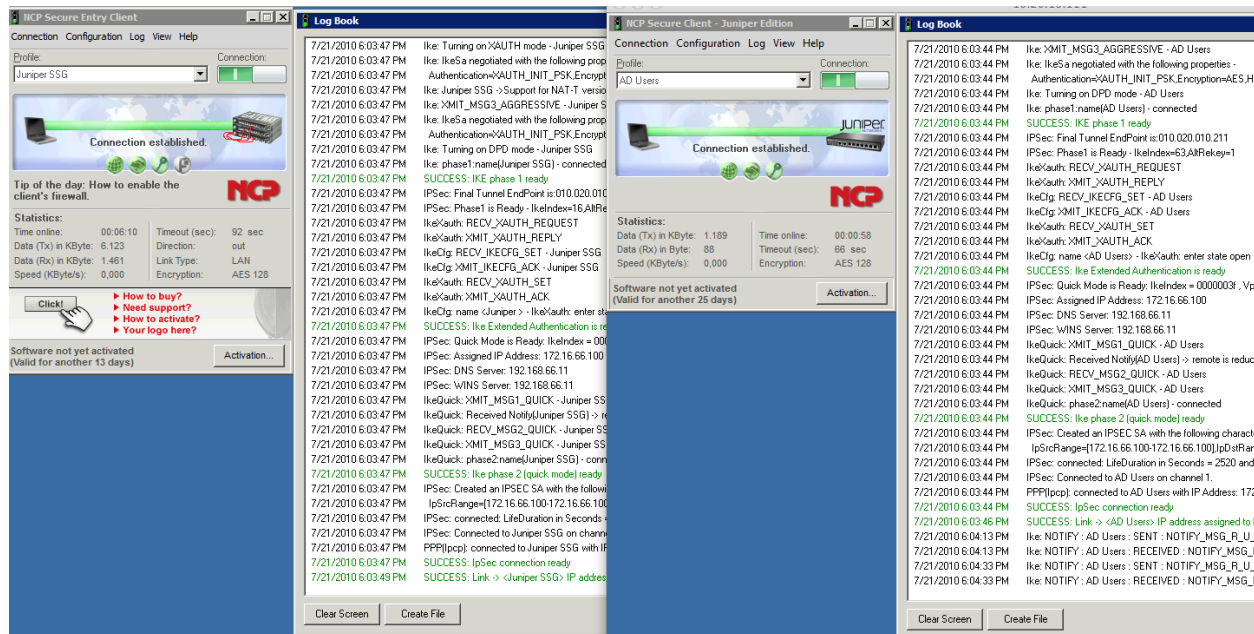 NCP Secure Entry Client
Connection Configuration Log View Help
Profile:
Connection:
Juniper SSG
Connection established.
Tip of the day: How to enable the
client's firewall.
NCP
Statistics:
Time online: 00:06:10 Timeout (sec): 92 sec
Data (Tx) in KByte: 6.123 Direction: out
Data (Rx) in KByte: 1.461 Link Type: LAN
Speed (KByte/s): 0,000 Encryption: AES 128
Click!
How to buy?
Need support?
How to activate?
Your logo here?
Software not yet activated
(Valid for another 13 days)
Activation...
Log Book
7/21/2010 6:03:47 PM Ike: Turning on XAUTH mode - Juniper SSG
7/21/2010 6:03:47 PM Ike: IkeSa negotiated with the following prop
7/21/2010 6:03:47 PM Authentication=XAUTH_INIT_PSK,Encrypt
7/21/2010 6:03:47 PM Ike: Juniper SSG ->Support for NAT-T versio
7/21/2010 6:03:47 PM Ike: XMIT_MSG3_AGGRESSIVE - Juniper S
7/21/2010 6:03:47 PM Ike: IkeSa negotiated with the following prop
7/21/2010 6:03:47 PM Authentication=XAUTH_INIT_PSK,Encrypt
7/21/2010 6:03:47 PM Ike: Turning on DPD mode - Juniper SSG
7/21/2010 6:03:47 PM Ike: phase1:name(Juniper SSG) - connected
7/21/2010 6:03:47 PM SUCCESS: IKE phase 1 ready
7/21/2010 6:03:47 PM IPSec: Final Tunnel EndPoint is:010.020.010
7/21/2010 6:03:47 PM IPSec: Phase1 is Ready - IkeIndex=16,AltRe
7/21/2010 6:03:47 PM IkeXauth: RECV_XAUTH_REQUEST
7/21/2010 6:03:47 PM IkeXauth: XMIT_XAUTH_REPLY
7/21/2010 6:03:47 PM IkeCfg: RECV_IKECFG_SET - Juniper SSG
7/21/2010 6:03:47 PM IkeCfg: XMIT_IKECFG_ACK - Juniper SSG
7/21/2010 6:03:47 PM IkeXauth: RECV_XAUTH_SET
7/21/2010 6:03:47 PM IkeXauth: XMIT_XAUTH_ACK
7/21/2010 6:03:47 PM IkeCfg: name <Juniper > - IkeXauth: enter sta
7/21/2010 6:03:47 PM SUCCESS: Ike Extended Authentication is re
7/21/2010 6:03:47 PM IPSec: Quick Mode is Ready: IkeIndex = 000
7/21/2010 6:03:47 PM IPSec: Assigned IP Address: 172.16.66.100
7/21/2010 6:03:47 PM IPSec: DNS Server: 192.168.66.11
7/21/2010 6:03:47 PM IPSec: WINS Server: 192.168.66.11
7/21/2010 6:03:47 PM IkeQuick: XMIT_MSG1_QUICK - Juniper SS
7/21/2010 6:03:47 PM IkeQuick: Received Notify(Juniper SSG) -> re
7/21/2010 6:03:47 PM IkeQuick: RECV_MSG2_QUICK - Juniper SS
7/21/2010 6:03:47 PM IkeQuick: XMIT_MSG3_QUICK - Juniper SS
7/21/2010 6:03:47 PM IkeQuick: phase2:name(Juniper SSG) - conn
7/21/2010 6:03:47 PM SUCCESS: Ike phase 2 (quick mode) ready
7/21/2010 6:03:47 PM IPSec: Created an IPSEC SA with the followi
7/21/2010 6:03:47 PM IpSrcRange=[172.16.66.100-172.16.66.100
7/21/2010 6:03:47 PM IPSec: connected: LifeDuration in Seconds =
7/21/2010 6:03:47 PM IPSec: Connected to Juniper SSG on chann
7/21/2010 6:03:47 PM PPP(Ipcp): connected to Juniper SSG with IP
7/21/2010 6:03:47 PM SUCCESS: IpSec connection ready
7/21/2010 6:03:49 PM SUCCESS: Link -> <Juniper SSG> IP addres
Clear Screen Create File
NCP Secure Client - Juniper Edition
Connection Configuration Log View Help
Profile:
Connection:
AD Users
JUNIPER
Connection established.
NCP
Statistics:
Data (Tx) in KByte: 1.189 Time online: 00:00:58
Data (Rx) in Byte: 88 Timeout (sec): 66 sec
Speed (KByte/s): 0,000 Encryption: AES 128
Software not yet activated
(Valid for another 25 days)
Activation...
Log Book
7/21/2010 6:03:44 PM Ike: XMIT_MSG3_AGGRESSIVE - AD Users
7/21/2010 6:03:44 PM Ike: IkeSa negotiated with the following properties -
7/21/2010 6:03:44 PM Authentication=XAUTH_INIT_PSK,Encryption=AES,H
7/21/2010 6:03:44 PM Ike: Turning on DPD mode - AD Users
7/21/2010 6:03:44 PM Ike: phase1:name(AD Users) - connected
7/21/2010 6:03:44 PM SUCCESS: IKE phase 1 ready
7/21/2010 6:03:44 PM IPSec: Final Tunnel EndPoint is:010.020.010.211
7/21/2010 6:03:44 PM IPSec: Phase1 is Ready - IkeIndex=63,AltRekey=1
7/21/2010 6:03:44 PM IkeXauth: RECV_XAUTH_REQUEST
7/21/2010 6:03:44 PM IkeXauth: XMIT_XAUTH_REPLY
7/21/2010 6:03:44 PM IkeCfg: RECV_IKECFG_SET - AD Users
7/21/2010 6:03:44 PM IkeCfg: XMIT_IKECFG_ACK - AD Users
7/21/2010 6:03:44 PM IkeXauth: RECV_XAUTH_SET
7/21/2010 6:03:44 PM IkeXauth: XMIT_XAUTH_ACK
7/21/2010 6:03:44 PM IkeCfg: name <AD Users> - IkeXauth: enter state open
7/21/2010 6:03:44 PM SUCCESS: Ike Extended Authentication is ready
7/21/2010 6:03:44 PM IPSec: Quick Mode is Ready: IkeIndex = 0000003f , Vp
7/21/2010 6:03:44 PM IPSec: Assigned IP Address: 172.16.66.100
7/21/2010 6:03:44 PM IPSec: DNS Server: 192.168.66.11
7/21/2010 6:03:44 PM IPSec: WINS Server: 192.168.66.11
7/21/2010 6:03:44 PM IkeQuick: XMIT_MSG1_QUICK - AD Users
7/21/2010 6:03:44 PM IkeQuick: Received Notify(AD Users) -> remote is reduc
7/21/2010 6:03:44 PM IkeQuick: RECV_MSG2_QUICK - AD Users
7/21/2010 6:03:44 PM IkeQuick: XMIT_MSG3_QUICK - AD Users
7/21/2010 6:03:44 PM IkeQuick: phase2:name(AD Users) - connected
7/21/2010 6:03:44 PM SUCCESS: Ike phase 2 (quick mode) ready
7/21/2010 6:03:44 PM IPSec: Created an IPSEC SA with the following characte
7/21/2010 6:03:44 PM IpSrcRange=[172.16.66.100-172.16.66.100],IpDstRan
7/21/2010 6:03:44 PM IPSec: connected: LifeDuration in Seconds = 2520 and
7/21/2010 6:03:44 PM IPSec: Connected to AD Users on channel 1.
7/21/2010 6:03:44 PM PPP(Ipcp): connected to AD Users with IP Address: 172
7/21/2010 6:03:44 PM SUCCESS: IpSec connection ready
7/21/2010 6:03:46 PM SUCCESS: Link -> <AD Users> IP address assigned to I
7/21/2010 6:04:13 PM Ike: NOTIFY : AD Users : SENT : NOTIFY_MSG_R_U_
7/21/2010 6:04:13 PM Ike: NOTIFY : AD Users : RECEIVED : NOTIFY_MSG_
7/21/2010 6:04:33 PM Ike: NOTIFY : AD Users : SENT : NOTIFY_MSG_R_U_
7/21/2010 6:04:33 PM Ike: NOTIFY : AD Users : RECEIVED : NOTIFY_MSG_
Clear Screen Create File